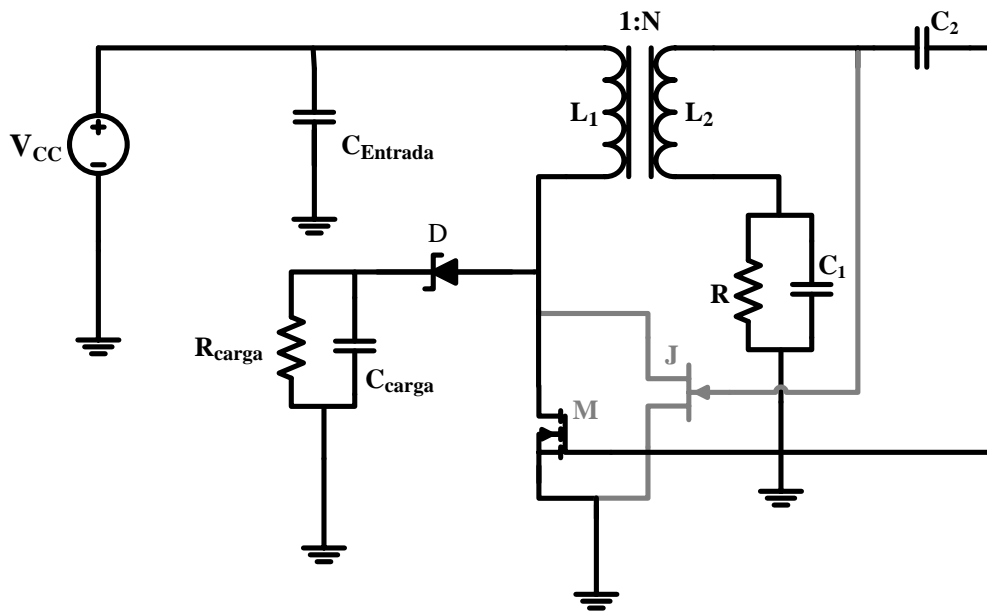 1:N
C2
L1
L2
VCC
+
−
CEntrada
D
R
C1
Rcarga
Ccarga
J
M